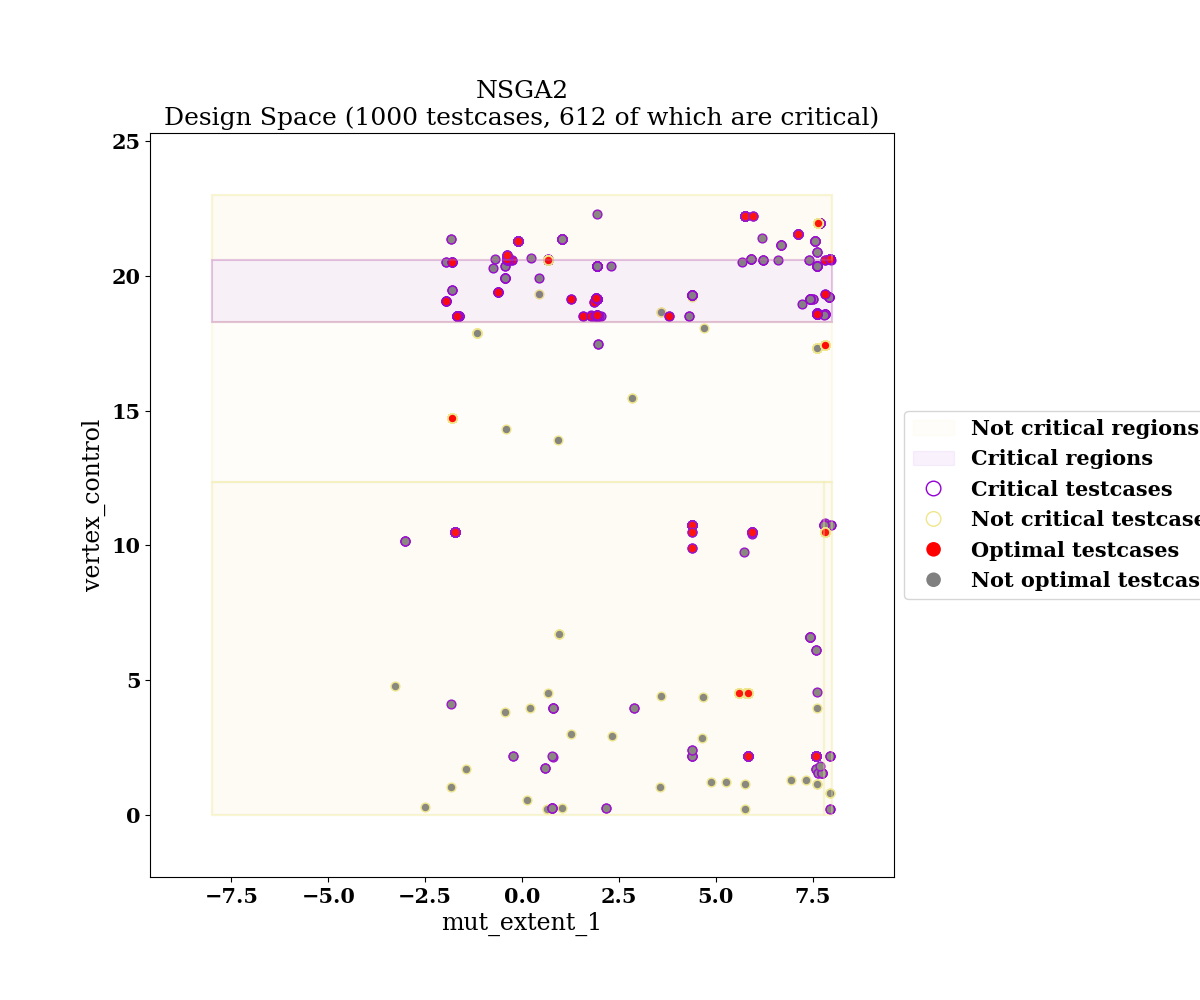 NSGA2
Design Space (1000 testcases, 612 of which are critical)
25
20
15
10
5
0
vertex_control
−7.5
−5.0
−2.5
0.0
2.5
5.0
7.5
mut_extent_1
Not critical regions
Critical regions
Critical testcases
Not critical testcase
Optimal testcases
Not optimal testcas